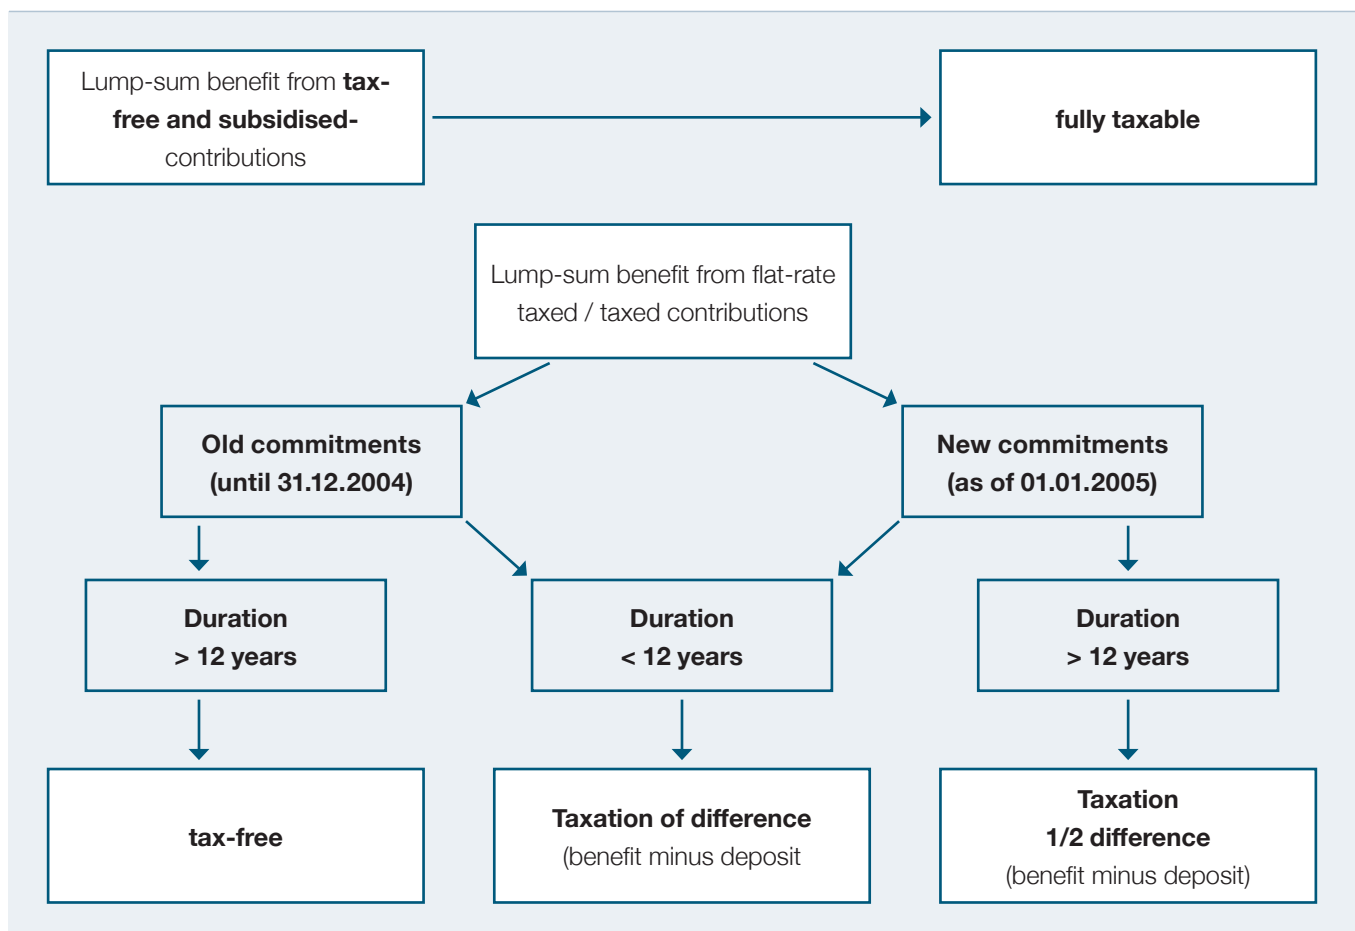 Lump-sum benefit from tax-
free and subsidised-
contributions
fully taxable
Lump-sum benefit from flat-rate
taxed / taxed contributions
Old commitments
(until 31.12.2004)
New commitments
(as of 01.01.2005)
Duration
> 12 years
Duration
< 12 years
Duration
> 12 years
tax-free
Taxation of difference
(benefit minus deposit
Taxation
1/2 difference
(benefit minus deposit)